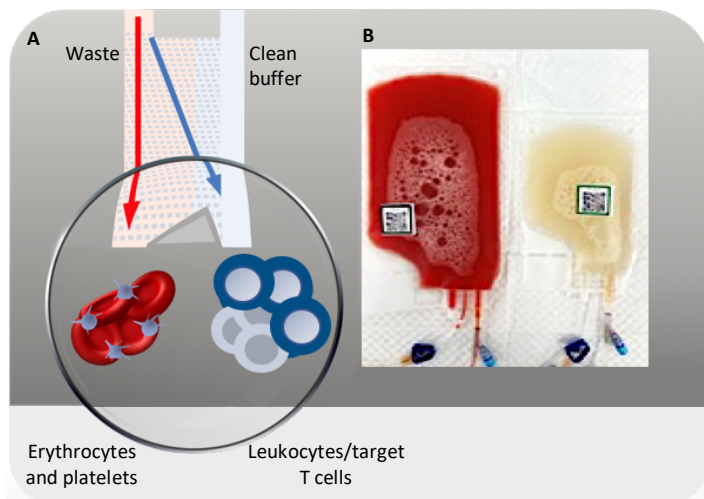 A
Waste
Clean
buffer
B
Erythrocytes
and platelets
Leukocytes/target
T cells